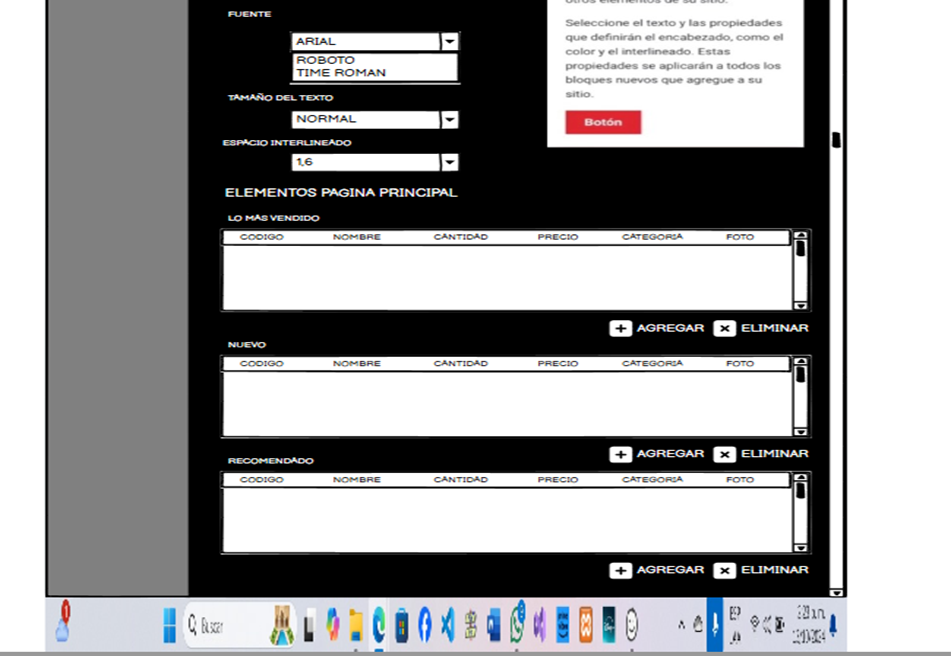 FUENTE
ARIAL
ROBOTO
TIME ROMAN
TAMAÑO DEL TEXTO
NORMAL
ESPACIO INTERLINEADO
1,6
otros elementos de su sitio.
Seleccione el texto y las propiedades
que definirán el encabezado, como el
color y el interlineado. Estas
propiedades se aplicarán a todos los
bloques nuevos que agregue a su
sitio.
Botón
ELEMENTOS PAGINA PRINCIPAL
LO MÁS VENDIDO
CODIGO NOMBRE CANTIDAD PRECIO CATEGORIA FOTO
+ AGREGAR × ELIMINAR
NUEVO
CODIGO NOMBRE CANTIDAD PRECIO CATEGORIA FOTO
+ AGREGAR × ELIMINAR
RECOMENDADO
CODIGO NOMBRE CANTIDAD PRECIO CATEGORIA FOTO
+ AGREGAR × ELIMINAR
1 Buscar ESP